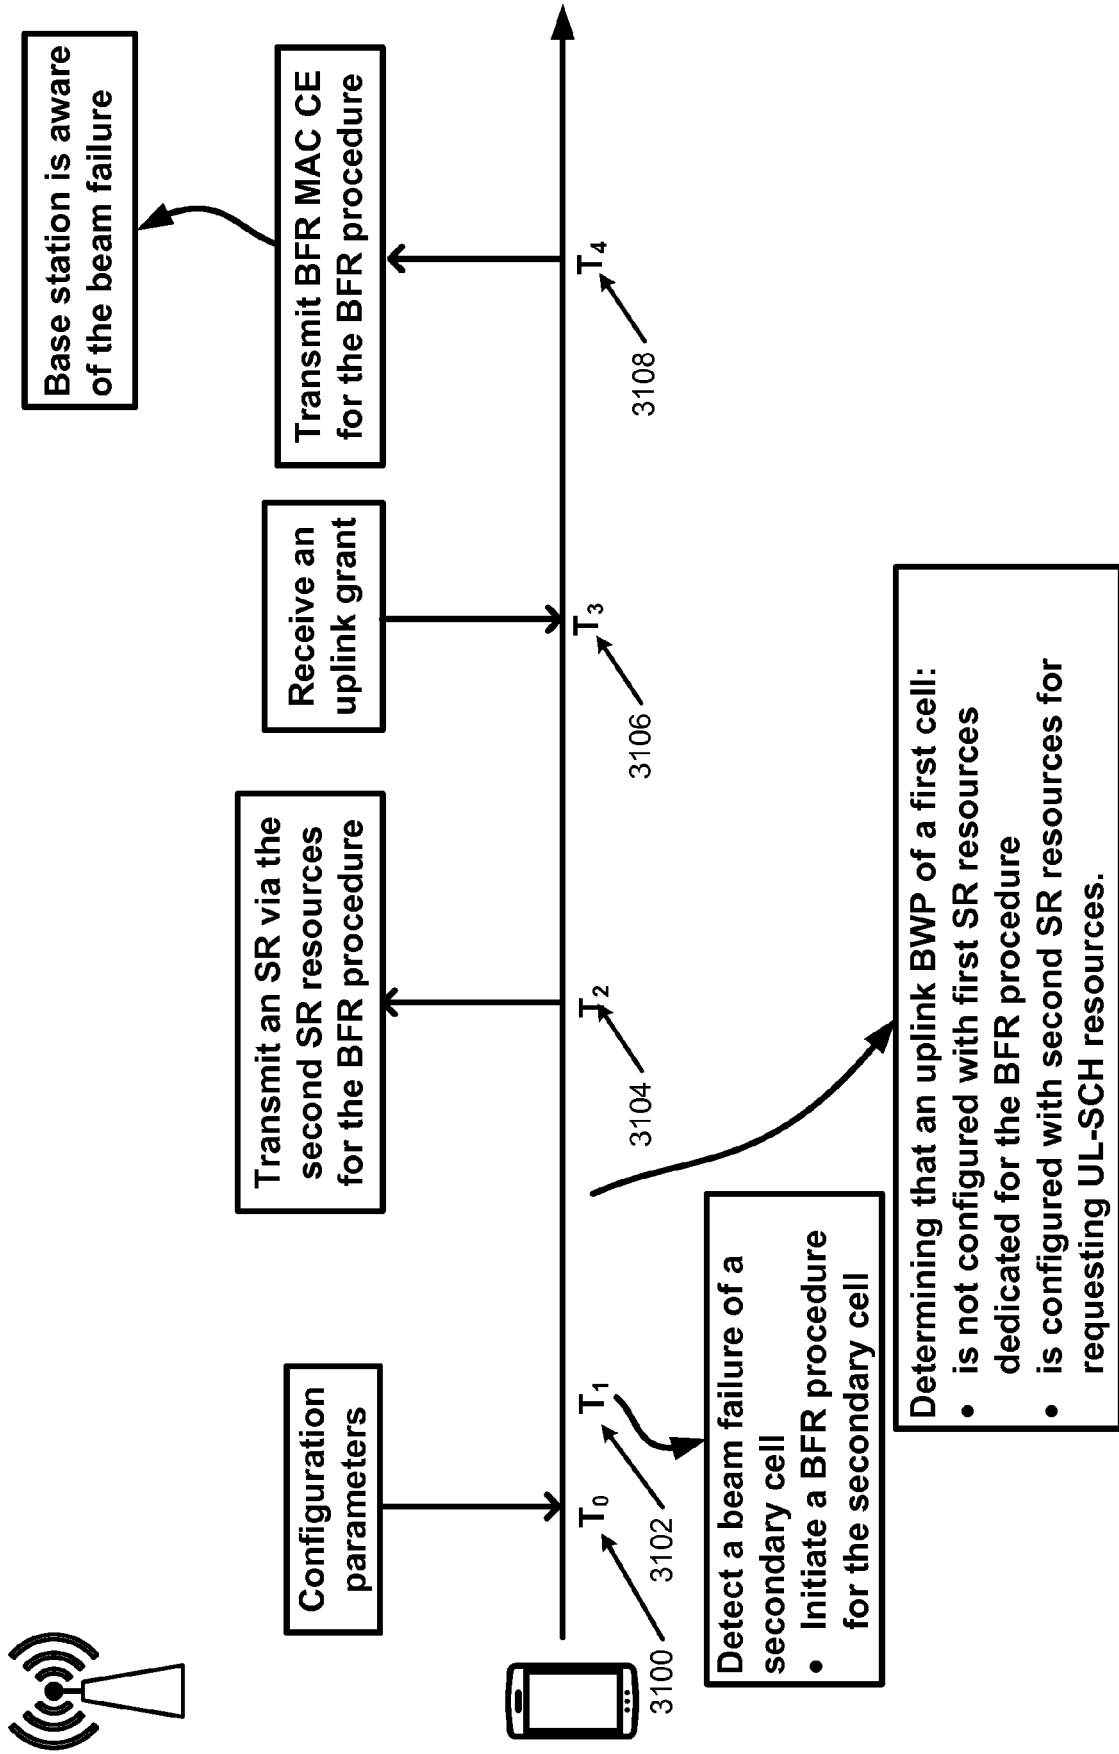 Base station is aware
of the beam failure
Configuration
parameters
Transmit an SR via the
second SR resources
for the BFR procedure
Receive an
uplink grant
Transmit BFR MAC CE
for the BFR procedure
T0
T1
T2
T3
T4
3100
3102
3104
3106
3108
Detect a beam failure of a
secondary cell
• Initiate a BFR procedure
for the secondary cell
Determining that an uplink BWP of a first cell:
• is not configured with first SR resources
dedicated for the BFR procedure
• is configured with second SR resources for
requesting UL-SCH resources.